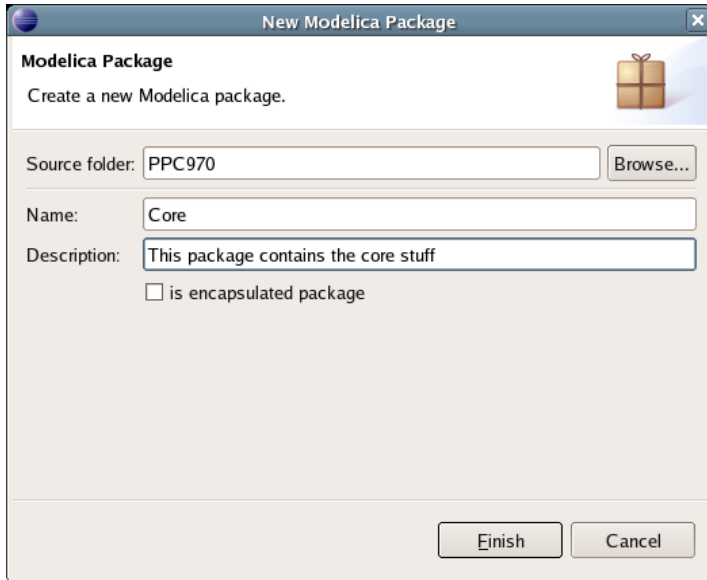 New Modelica Package
Modelica Package
Create a new Modelica package.
Source folder: PPC970 Browse...
Name: Core
Description: This package contains the core stuff
is encapsulated package
Finish Cancel